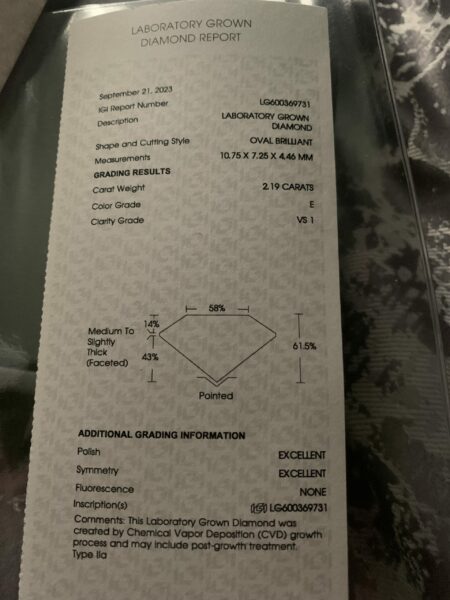 LABORATORY GROWN
DIAMOND REPORT
September 21, 2023
IGI Report Number LG600369731
Description LABORATORY GROWN
DIAMOND
Shape and Cutting Style OVAL BRILLIANT
Measurements 10.75 X 7.25 X 4.46 MM
GRADING RESULTS
Carat Weight 2.19 CARATS
Color Grade E
Clarity Grade VS 1
58%
14%
Medium To
Slightly
Thick
(Faceted)
43%
61.5%
Pointed
ADDITIONAL GRADING INFORMATION
Polish EXCELLENT
Symmetry EXCELLENT
Fluorescence NONE
Inscription(s) LG600369731
Comments: This Laboratory Grown Diamond was
created by Chemical Vapor Deposition (CVD) growth
process and may include post-growth treatment.
Type IIa